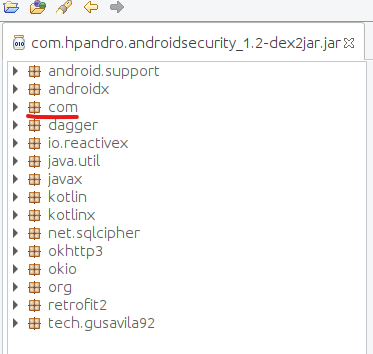 com.hpandro.androidsecurity_1.2-dex2jar.jar
android.support
androidx
com
dagger
io.reactivex
java.util
javax
kotlin
kotlinx
net.sqlcipher
okhttp3
okio
org
retrofit2
tech.gusavila92